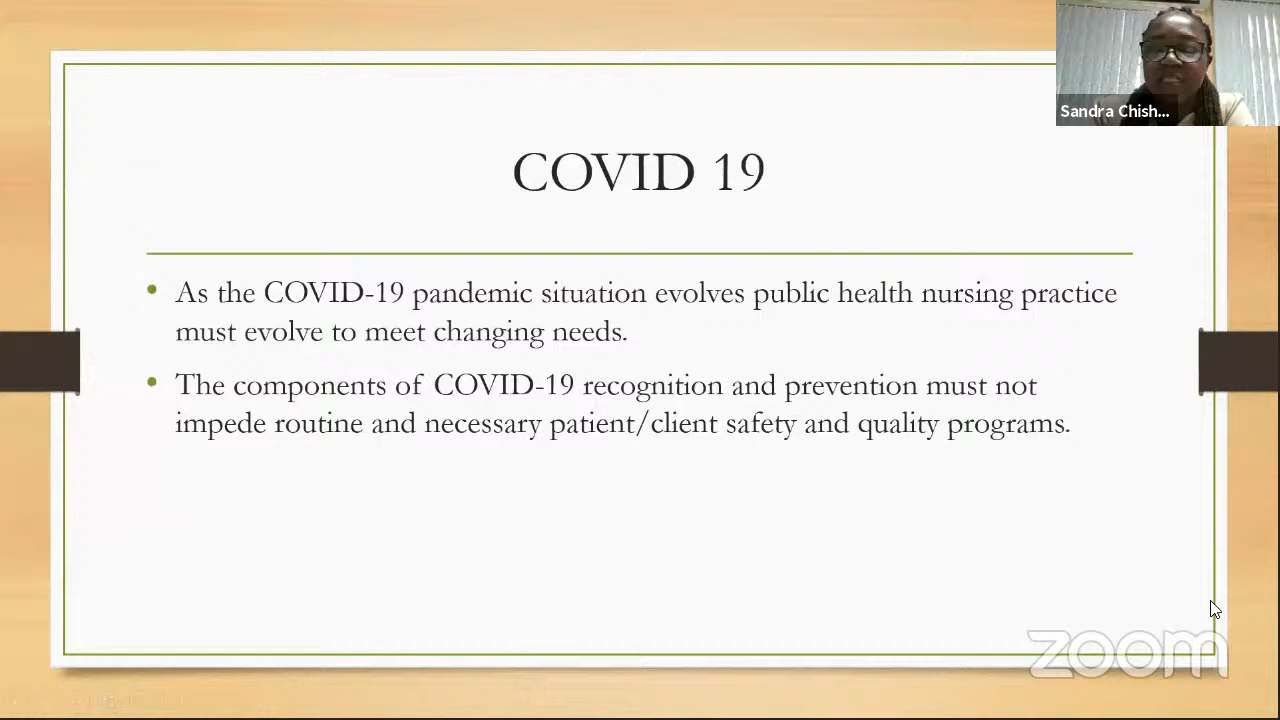 Sandra Chish...
COVID 19
• As the COVID-19 pandemic situation evolves public health nursing practice
must evolve to meet changing needs.
• The components of COVID-19 recognition and prevention must not
impede routine and necessary patient/client safety and quality programs.
zoom